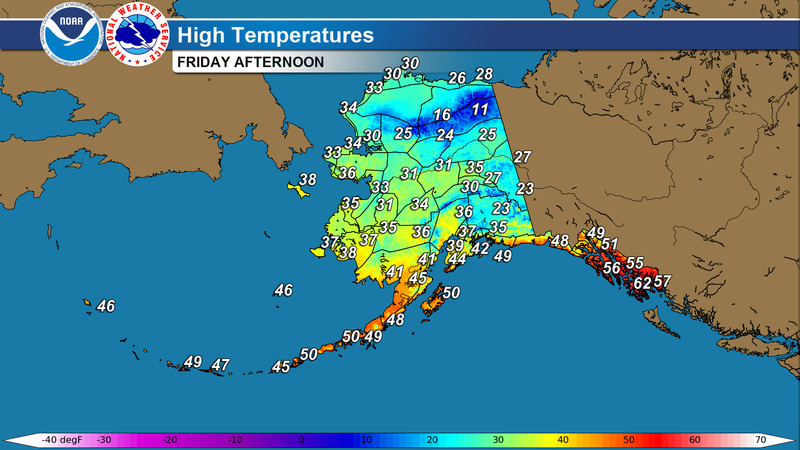 NOAA
NATIONAL WEATHER SERVICE
High Temperatures
FRIDAY AFTERNOON
30
30 26 28
33
34 16 11
30 25 24 25
34
33 31 35 27
36 31 27
38 33 30 23
35 31 34 36 23
35 36 37 35
37 37 38 39 42 48 49 51
41 44 49
41 45 56 55
46 50 62 57
46
48
50 49
49 47 45 50
-40 degF -30 -20 -10 0 10 20 30 40 50 60 70